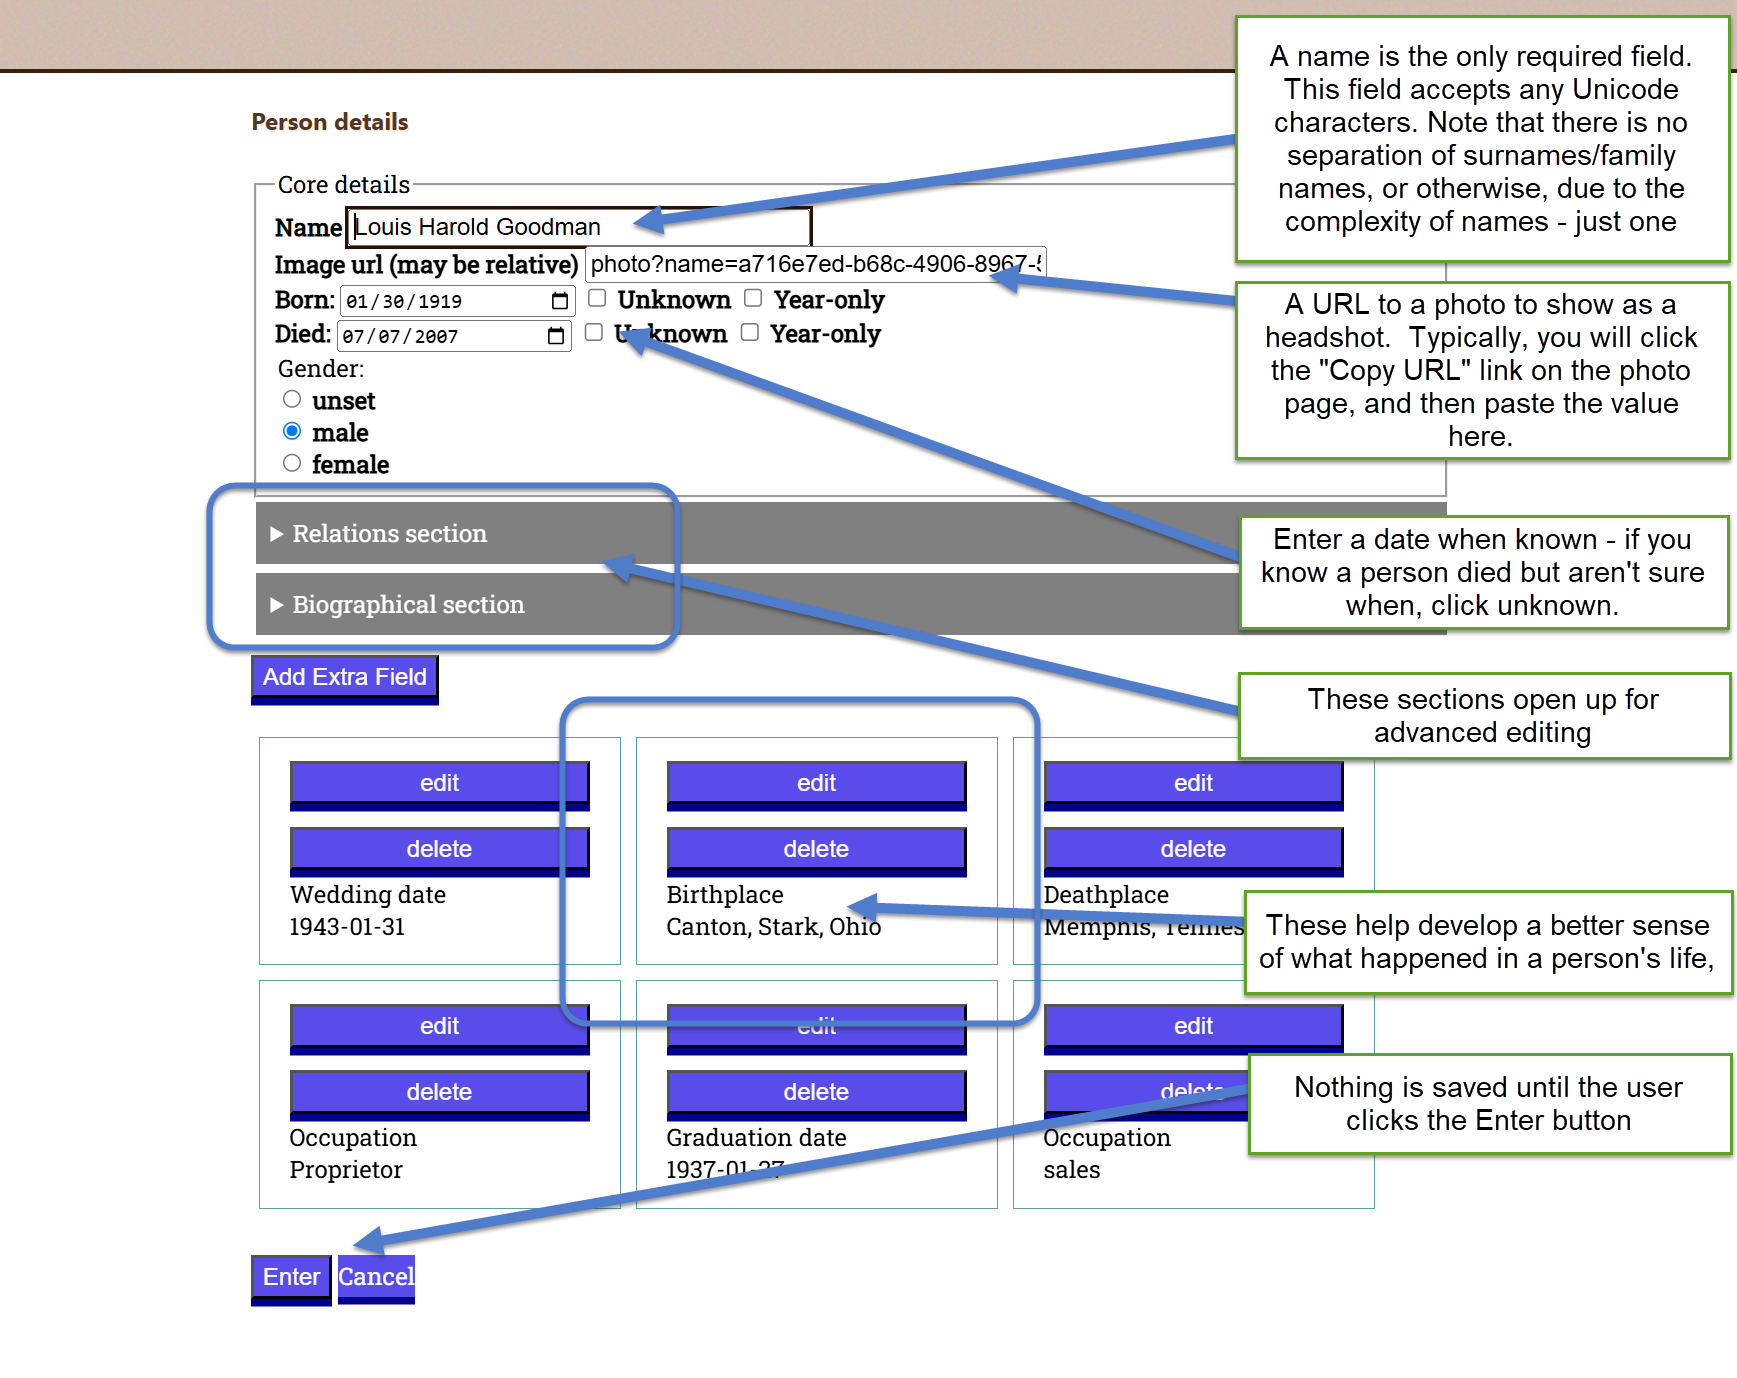 Person details
Core details
Name Louis Harold Goodman
Image url (may be relative) photo?name=a716e7ed-b68c-4906-8967-
Born: 01/30/1919 Unknown Year-only
Died: 07/07/2007 Unknown Year-only
Gender:
unset
male
female
▶ Relations section
▶ Biographical section
Add Extra Field
edit
delete
Wedding date
1943-01-31
edit
delete
Birthplace
Canton, Stark, Ohio
edit
delete
Deathplace
Memphis,
edit
delete
Occupation
Proprietor
edit
delete
Graduation date
1937-01-27
edit
delete
Occupation
sales
Enter Cancel
A name is the only required field.
This field accepts any Unicode
characters. Note that there is no
separation of surnames/family
names, or otherwise, due to the
complexity of names - just one
A URL to a photo to show as a
headshot. Typically, you will click
the "Copy URL" link on the photo
page, and then paste the value
here.
Enter a date when known - if you
know a person died but aren't sure
when, click unknown.
These sections open up for
advanced editing
These help develop a better sense
of what happened in a person's life,
Nothing is saved until the user
clicks the Enter button